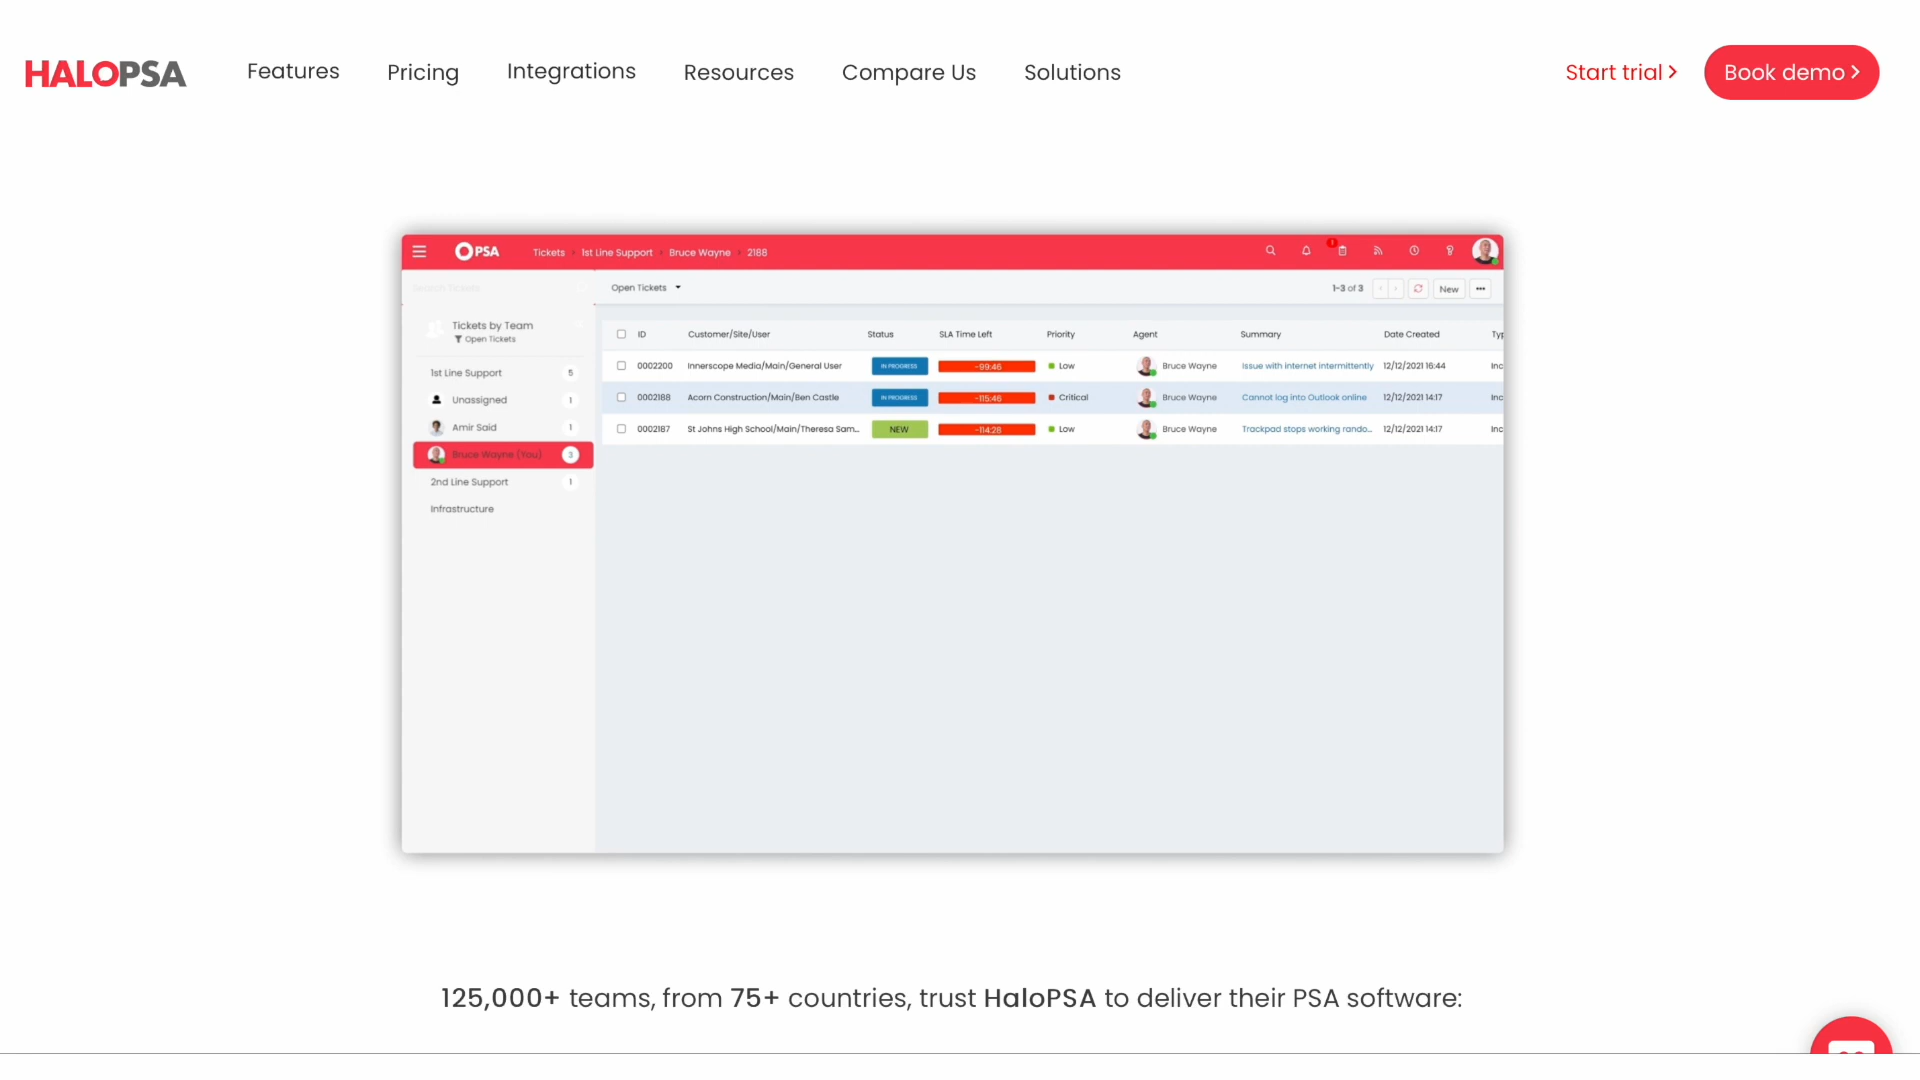 HALOPSA Features Pricing Integrations Resources Compare Us Solutions Start trial Book demo
PSA Tickets 1st Line Support Bruce Wayne 2188 1
Search Tickets
Open Tickets 1-3 of 3 New
Tickets by Team
Open Tickets
1st Line Support 5
Unassigned 1
Amir Said 1
Bruce Wayne (You) 3
2nd Line Support 1
Infrastructure
ID Customer/Site/User Status SLA Time Left Priority Agent Summary Date Created Typ
0002200 Innerscope Media/Main/General User IN PROGRESS -99:46 Low Bruce Wayne Issue with internet intermittently 12/12/2021 16:44 Inc
0002188 Acorn Construction/Main/Ben Castle IN PROGRESS -115:46 Critical Bruce Wayne Cannot log into Outlook online 12/12/2021 14:17 Inc
0002187 St Johns High School/Main/Theresa Sam... NEW -114:28 Low Bruce Wayne Trackpad stops working rando... 12/12/2021 14:17 Inc
125,000+ teams, from 75+ countries, trust HaloPSA to deliver their PSA software: